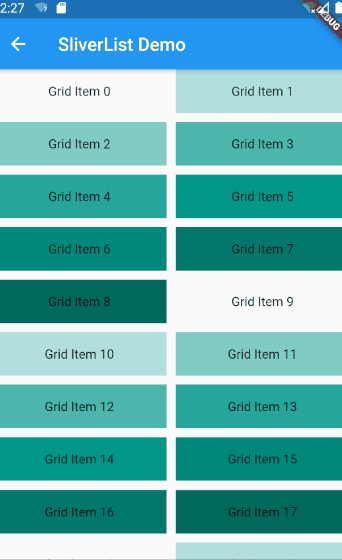 2:27
DEBUG
SliverList Demo
Grid Item 0
Grid Item 1
Grid Item 2
Grid Item 3
Grid Item 4
Grid Item 5
Grid Item 6
Grid Item 7
Grid Item 8
Grid Item 9
Grid Item 10
Grid Item 11
Grid Item 12
Grid Item 13
Grid Item 14
Grid Item 15
Grid Item 16
Grid Item 17